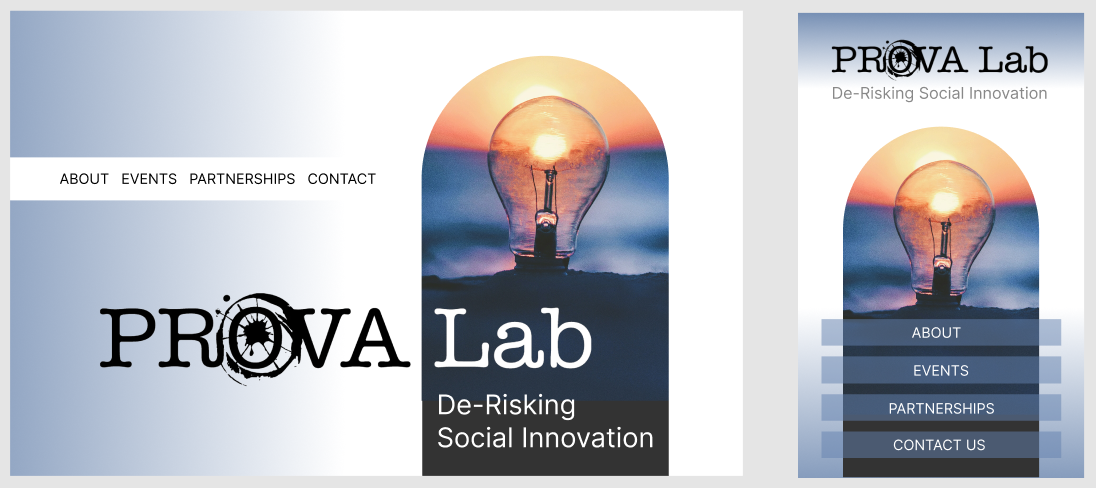 ABOUT EVENTS PARTNERSHIPS CONTACT
PROVA Lab
De-Risking
Social Innovation
PROVA Lab
De-Risking Social Innovation
ABOUT
EVENTS
PARTNERSHIPS
CONTACT US